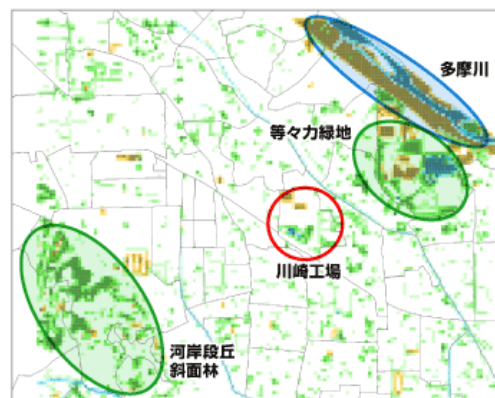 多摩川
等々力緑地
川崎工場
河岸段丘
斜面林